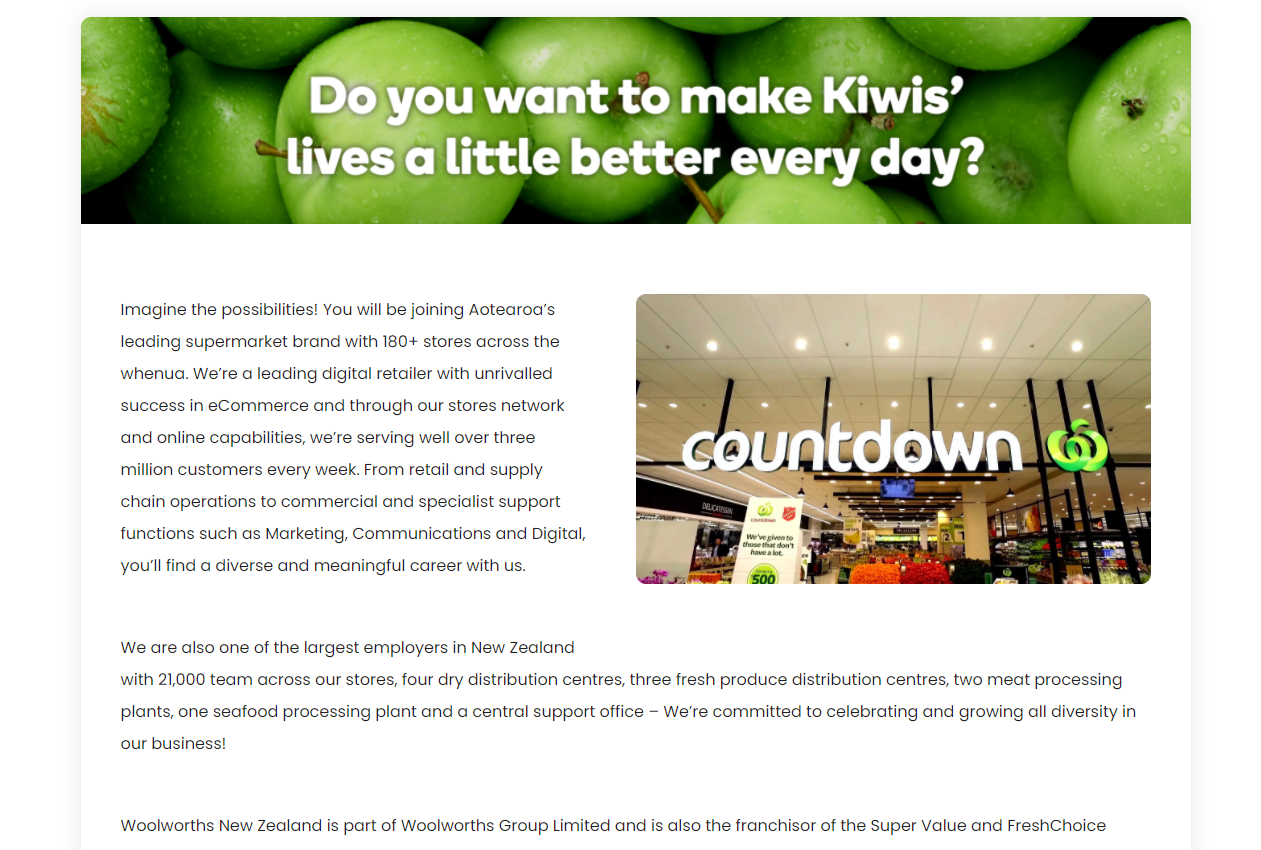 Do you want to make Kiwis’
lives a little better every day?
Imagine the possibilities! You will be joining Aotearoa’s
leading supermarket brand with 180+ stores across the
whenua. We’re a leading digital retailer with unrivalled
success in eCommerce and through our stores network
and online capabilities, we’re serving well over three
million customers every week. From retail and supply
chain operations to commercial and specialist support
functions such as Marketing, Communications and Digital,
you’ll find a diverse and meaningful career with us.
countdown
DELICATESSEN
countdown
We've given to
those that don't
have a lot.
500
2
1
We are also one of the largest employers in New Zealand
with 21,000 team across our stores, four dry distribution centres, three fresh produce distribution centres, two meat processing
plants, one seafood processing plant and a central support office – We’re committed to celebrating and growing all diversity in
our business!
Woolworths New Zealand is part of Woolworths Group Limited and is also the franchisor of the Super Value and FreshChoice